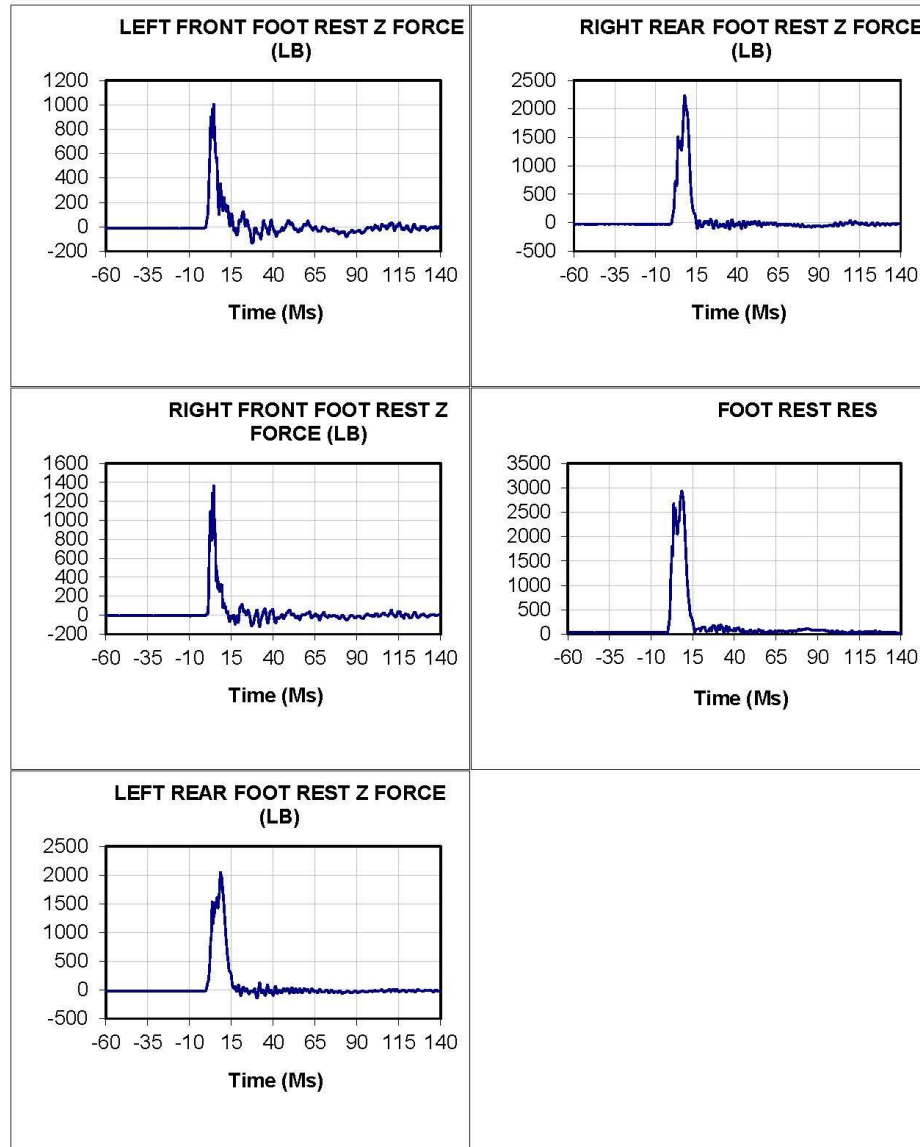 LEFT FRONT FOOT REST Z FORCE
(LB)
1200
1000
800
600
400
200
0
-200
-60 -35 -10 15 40 65 90 115 140
Time (Ms)
RIGHT REAR FOOT REST Z FORCE
(LB)
2500
2000
1500
1000
500
0
-500
-60 -35 -10 15 40 65 90 115 140
Time (Ms)
RIGHT FRONT FOOT REST Z
FORCE (LB)
1600
1400
1200
1000
800
600
400
200
0
-200
-60 -35 -10 15 40 65 90 115 140
Time (Ms)
FOOT REST RES
3500
3000
2500
2000
1500
1000
500
0
-60 -35 -10 15 40 65 90 115 140
Time (Ms)
LEFT REAR FOOT REST Z FORCE
(LB)
2500
2000
1500
1000
500
0
-500
-60 -35 -10 15 40 65 90 115 140
Time (Ms)